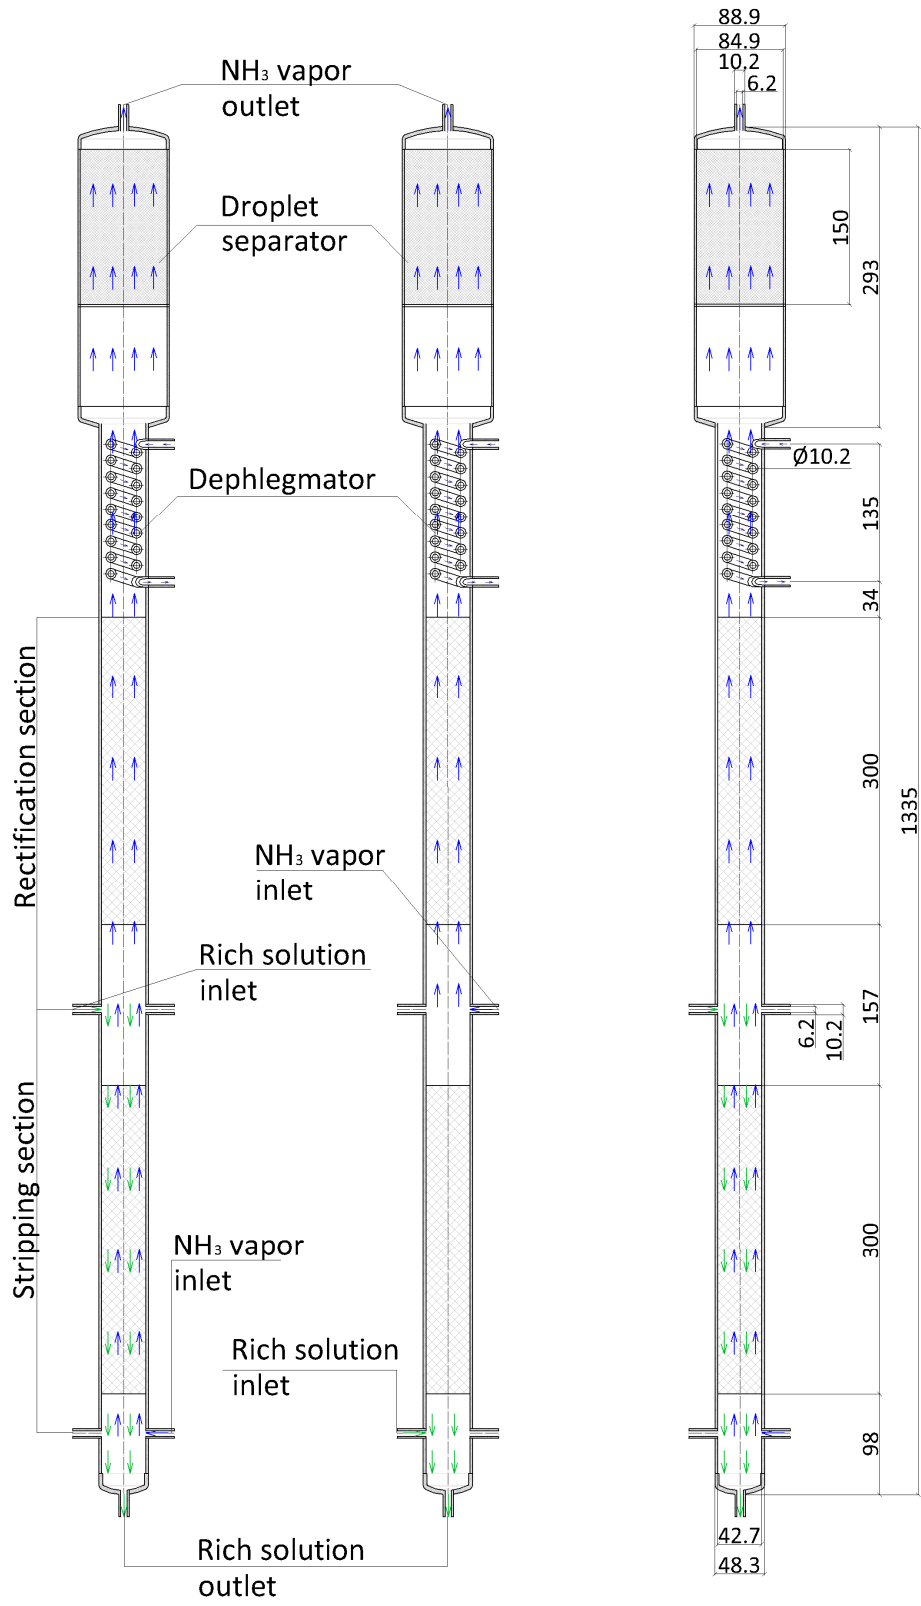 NH₃ vapor
outlet
Droplet
separator
Dephlegmator
Rectification section
NH₃ vapor
inlet
Rich solution
inlet
Stripping section
NH₃ vapor
inlet
Rich solution
inlet
Rich solution
outlet
88.9
84.9
10.2
6.2
150
293
Ø10.2
135
34
300
1335
157
6.2
10.2
300
98
42.7
48.3